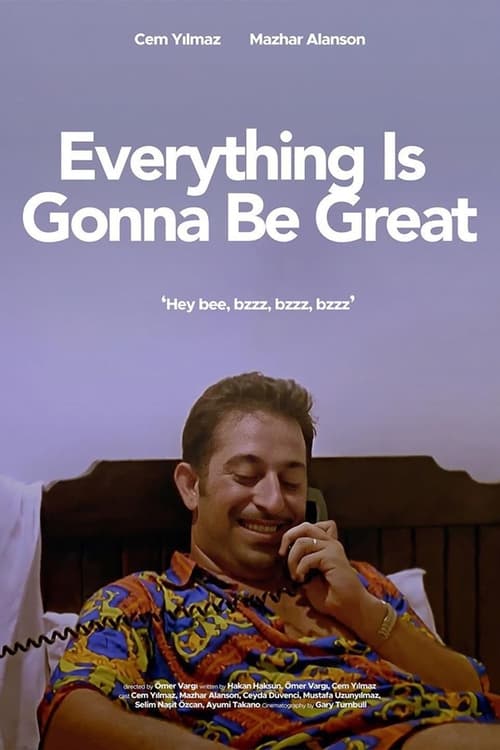 Cem Yılmaz Mazhar Alanson
Everything Is
Gonna Be Great
‘Hey bee, bzzz, bzzz, bzzz’
directed by Ömer Vargı written by Hakan Haksun, Ömer Vargı, Cem Yılmaz
cast Cem Yılmaz, Mazhar Alanson, Ceyda Düvenci, Mustafa Uzunyılmaz,
Selim Naşit Özcan, Ayumi Takano Cinematography by Gary Turnbull